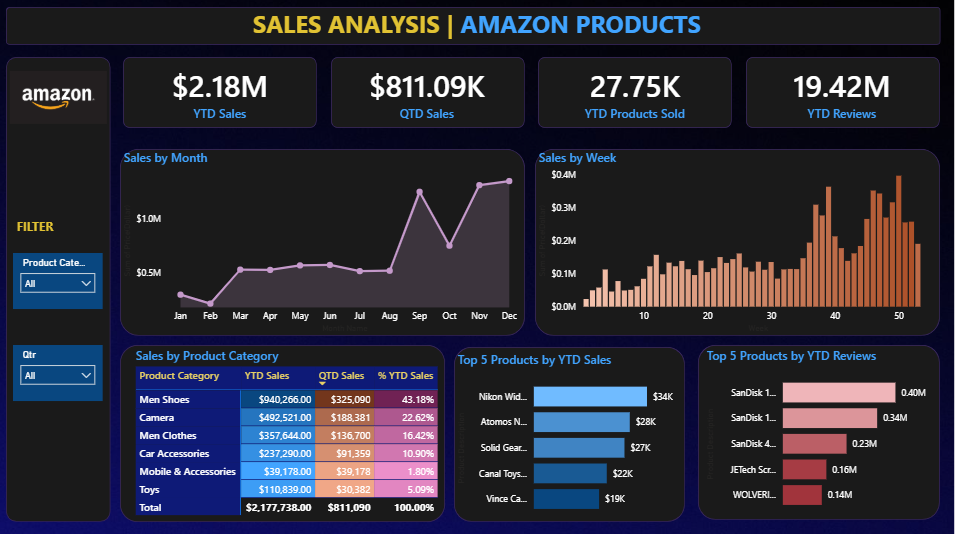 SALES ANALYSIS | AMAZON PRODUCTS
amazon
$2.18M
YTD Sales
$811.09K
QTD Sales
27.75K
YTD Products Sold
19.42M
YTD Reviews
FILTER
Product Cate...
All
Qtr
All
Sales by Month
$1.0M
$0.5M
Jan Feb Mar Apr May Jun Jul Aug Sep Oct Nov Dec
Sales by Week
$0.4M
$0.3M
$0.2M
$0.1M
$0.0M
10 20 30 40 50
Sales by Product Category
Product Category YTD Sales QTD Sales % YTD Sales
Men Shoes $940,266.00 $325,090 43.18%
Camera $492,521.00 $188,381 22.62%
Men Clothes $357,644.00 $136,700 16.42%
Car Accessories $237,290.00 $91,359 10.90%
Mobile & Accessories $39,178.00 $39,178 1.80%
Toys $110,839.00 $30,382 5.09%
Total $2,177,738.00 $811,090 100.00%
Top 5 Products by YTD Sales
Nikon Wid... $34K
Atomos N... $28K
Solid Gear... $27K
Canal Toys... $22K
Vince Ca... $19K
Top 5 Products by YTD Reviews
SanDisk 1... 0.40M
SanDisk 1... 0.34M
SanDisk 4... 0.23M
JETech Scr... 0.16M
WOLVERI... 0.14M